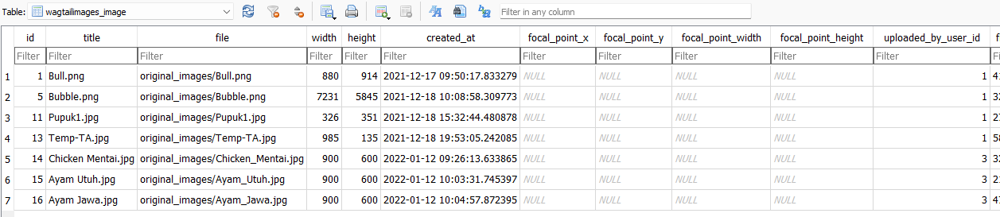 Table: wagtailimages_image Filter in any column
id title file width height created_at focal_point_x focal_point_y focal_point_width focal_point_height uploaded_by_user_id
Filter Filter Filter Filter Filter Filter Filter Filter Filter Filter Filter
1 1 Bull.png original_images/Bull.png 880 914 2021-12-17 09:50:17.833279 NULL NULL NULL NULL 1 41
2 5 Bubble.png original_images/Bubble.png 7231 5845 2021-12-18 10:08:58.309773 NULL NULL NULL NULL 1 32
3 11 Pupuk1.jpg original_images/Pupuk1.jpg 326 351 2021-12-18 15:32:44.480878 NULL NULL NULL NULL 1 27
4 13 Temp-TA.jpg original_images/Temp-TA.jpg 985 135 2021-12-18 19:53:05.242085 NULL NULL NULL NULL 1 58
5 14 Chicken Mentai.jpg original_images/Chicken_Mentai.jpg 900 600 2022-01-12 09:26:13.633865 NULL NULL NULL NULL 3 32
6 15 Ayam Utuh.jpg original_images/Ayam_Utuh.jpg 900 600 2022-01-12 10:03:31.745397 NULL NULL NULL NULL 3 21
7 16 Ayam Jawa.jpg original_images/Ayam_Jawa.jpg 900 600 2022-01-12 10:04:57.872395 NULL NULL NULL NULL 3 47